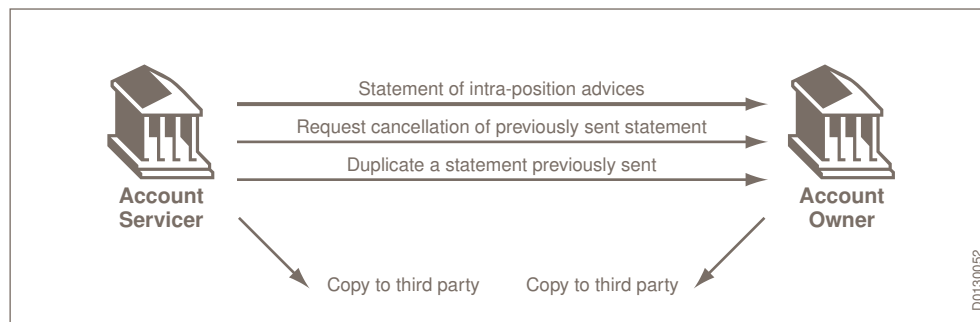 Statement of intra-position advices
Request cancellation of previously sent statement
Duplicate a statement previously sent
Account
Servicer
Account
Owner
Copy to third party
Copy to third party
D0130052